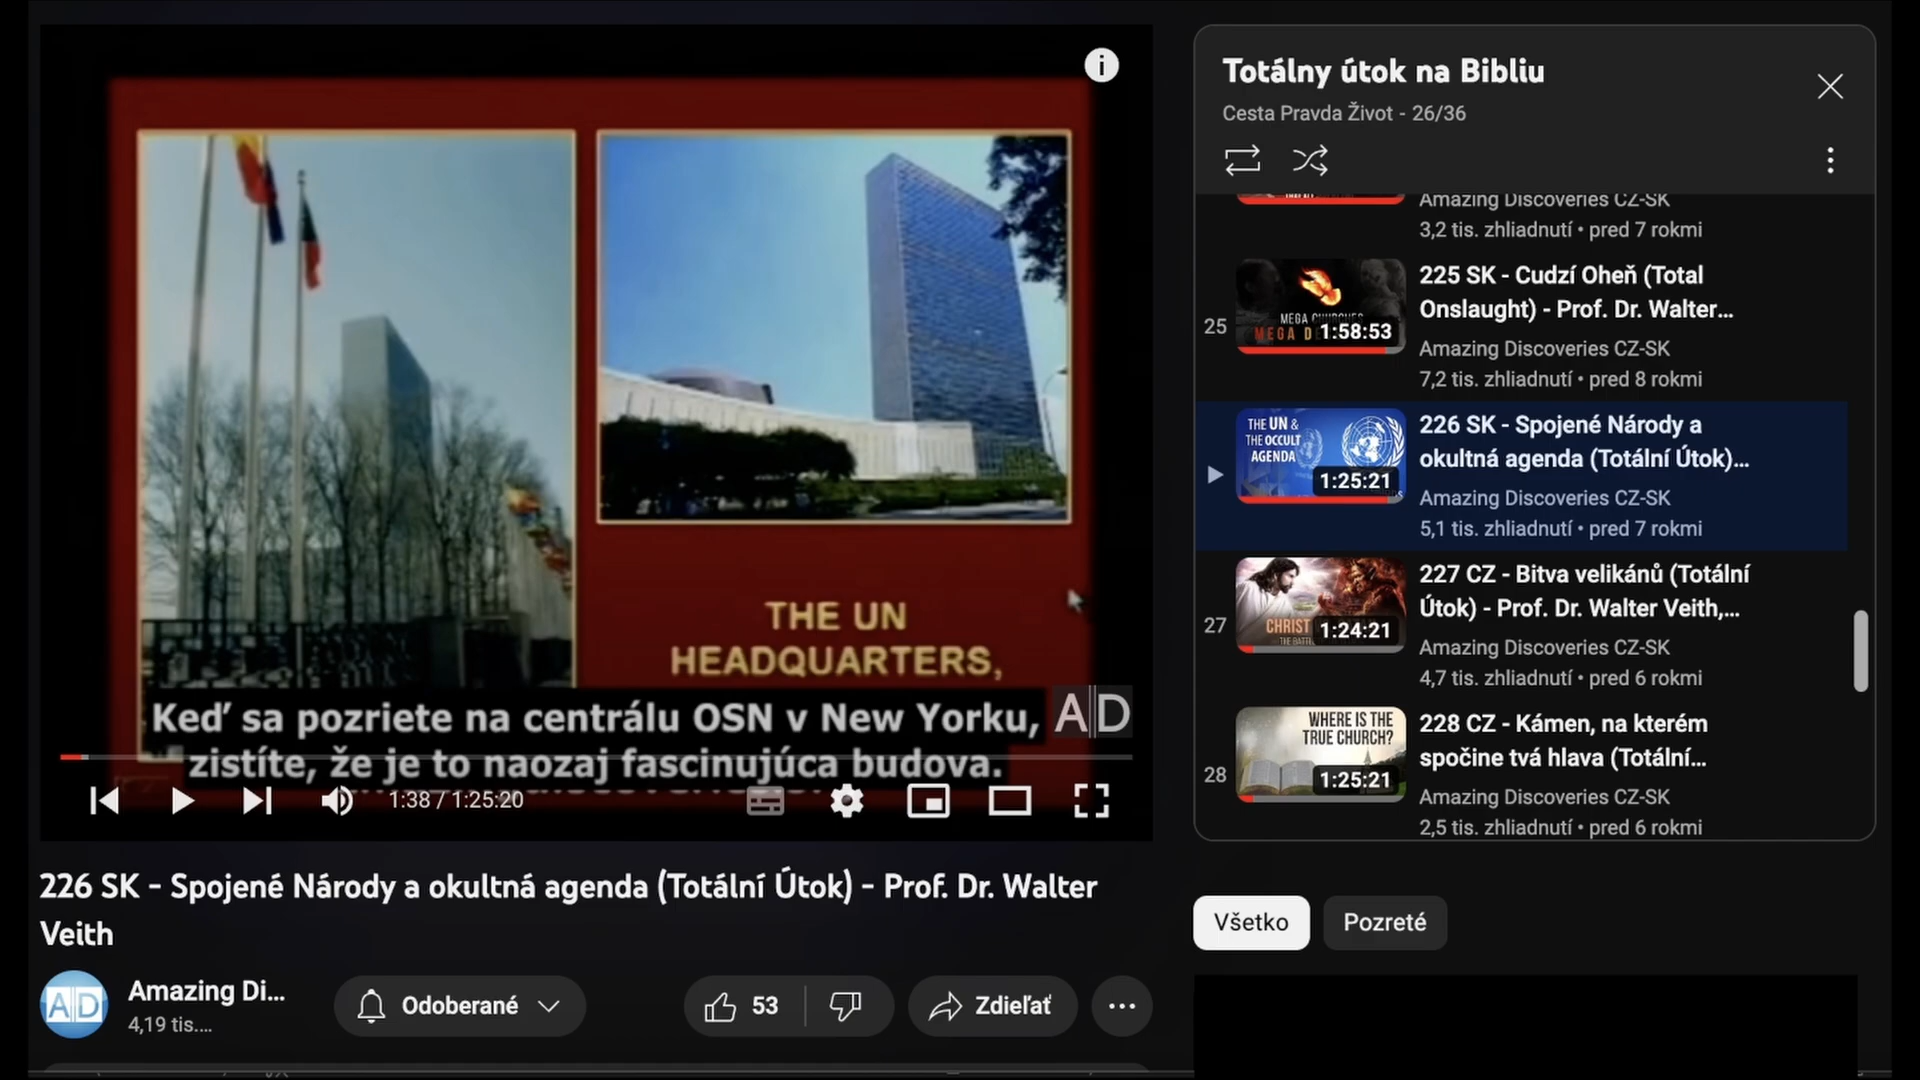 THE UN
HEADQUARTERS,
Keď sa pozriete na centrálu OSN v New Yorku,
zistíte, že je to naozaj fascinujúca budova.
A|D
1:38 / 1:25:20
226 SK - Spojené Národy a okultná agenda (Totální Útok) - Prof. Dr. Walter
Veith
A|D
Amazing Di...
4,19 tis....
Odoberané
53
Zdieľať
Totálny útok na Bibliu
Cesta Pravda Život - 26/36
Amazing Discoveries CZ-SK
3,2 tis. zhliadnutí • pred 7 rokmi
25
MEGA CHURCHES
MEGA D
1:58:53
225 SK - Cudzí Oheň (Total
Onslaught) - Prof. Dr. Walter...
Amazing Discoveries CZ-SK
7,2 tis. zhliadnutí • pred 8 rokmi
THE UN &
THE OCCULT
AGENDA
1:25:21
226 SK - Spojené Národy a
okultná agenda (Totální Útok)...
Amazing Discoveries CZ-SK
5,1 tis. zhliadnutí • pred 7 rokmi
27
CHRIST
1:24:21
227 CZ - Bitva velikánů (Totální
Útok) - Prof. Dr. Walter Veith,...
Amazing Discoveries CZ-SK
4,7 tis. zhliadnutí • pred 6 rokmi
28
WHERE IS THE
TRUE CHURCH?
1:25:21
228 CZ - Kámen, na kterém
spočine tvá hlava (Totální...
Amazing Discoveries CZ-SK
2,5 tis. zhliadnutí • pred 6 rokmi
Všetko
Pozreté